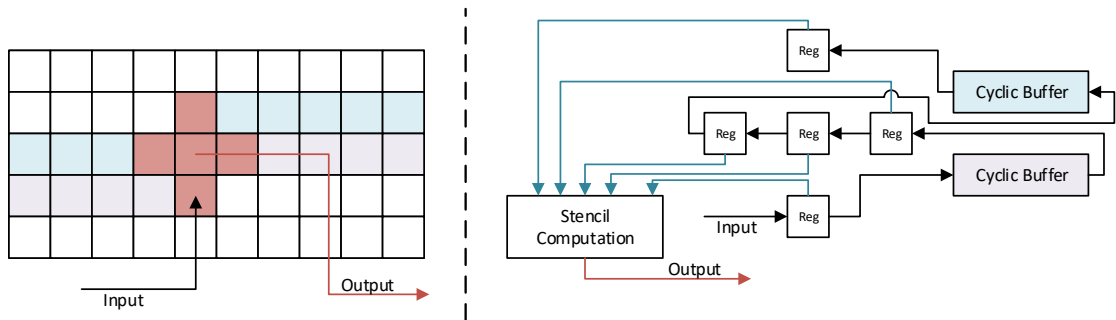 Input
Output
Reg
Cyclic Buffer
Reg
Reg
Reg
Cyclic Buffer
Stencil
Computation
Input
Reg
Output